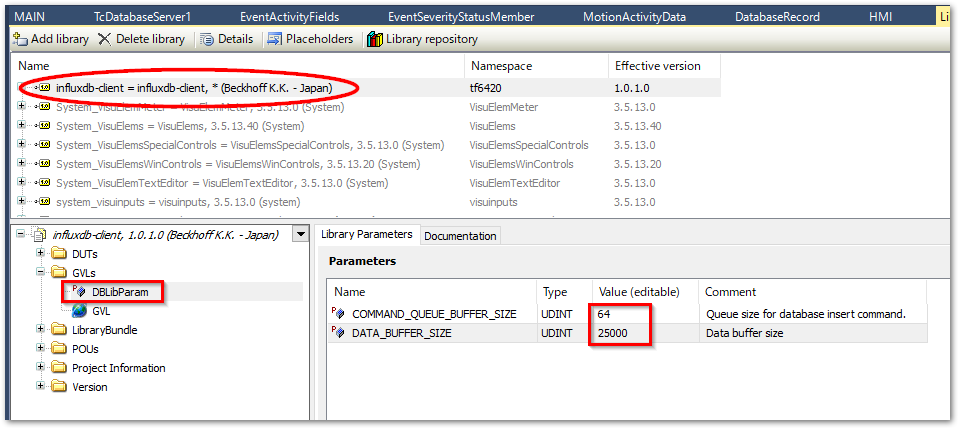 MAIN TcDatabaseServer1 EventActivityFields EventSeverityStatusMember MotionActivityData DatabaseRecord HMI
Add library Delete library Details Placeholders Library repository
Name Namespace Effective version
influxdb-client = influxdb-client, * (Beckhoff K.K. - Japan) tf6420 1.0.1.0
System_VisuElemMeter = VisuElemMeter, 3.5.13.0 (System) VisuElemMeter 3.5.13.0
System_VisuElems = VisuElems, 3.5.13.40 (System) VisuElems 3.5.13.40
System_VisuElemsSpecialControls = VisuElemsSpecialControls, 3.5.13.0 (System) VisuElemsSpecialControls 3.5.13.0
System_VisuElemsWinControls = VisuElemsWinControls, 3.5.13.20 (System) VisuElemsWinControls 3.5.13.20
System_VisuElemTextEditor = VisuElemTextEditor, 3.5.13.0 (System) VisuElemTextEditor 3.5.13.0
system_visuinputs = visuinputs, 3.5.13.0 (system) visuinputs 3.5.13.0
influxdb-client, 1.0.1.0 (Beckhoff K.K. - Japan)
DUTs
GVLs
DBLibParam
GVL
LibraryBundle
POUs
Project Information
Version
Library Parameters Documentation
Parameters
Name Type Value (editable) Comment
COMMAND_QUEUE_BUFFER_SIZE UDINT 64 Queue size for database insert command.
DATA_BUFFER_SIZE UDINT 25000 Data buffer size